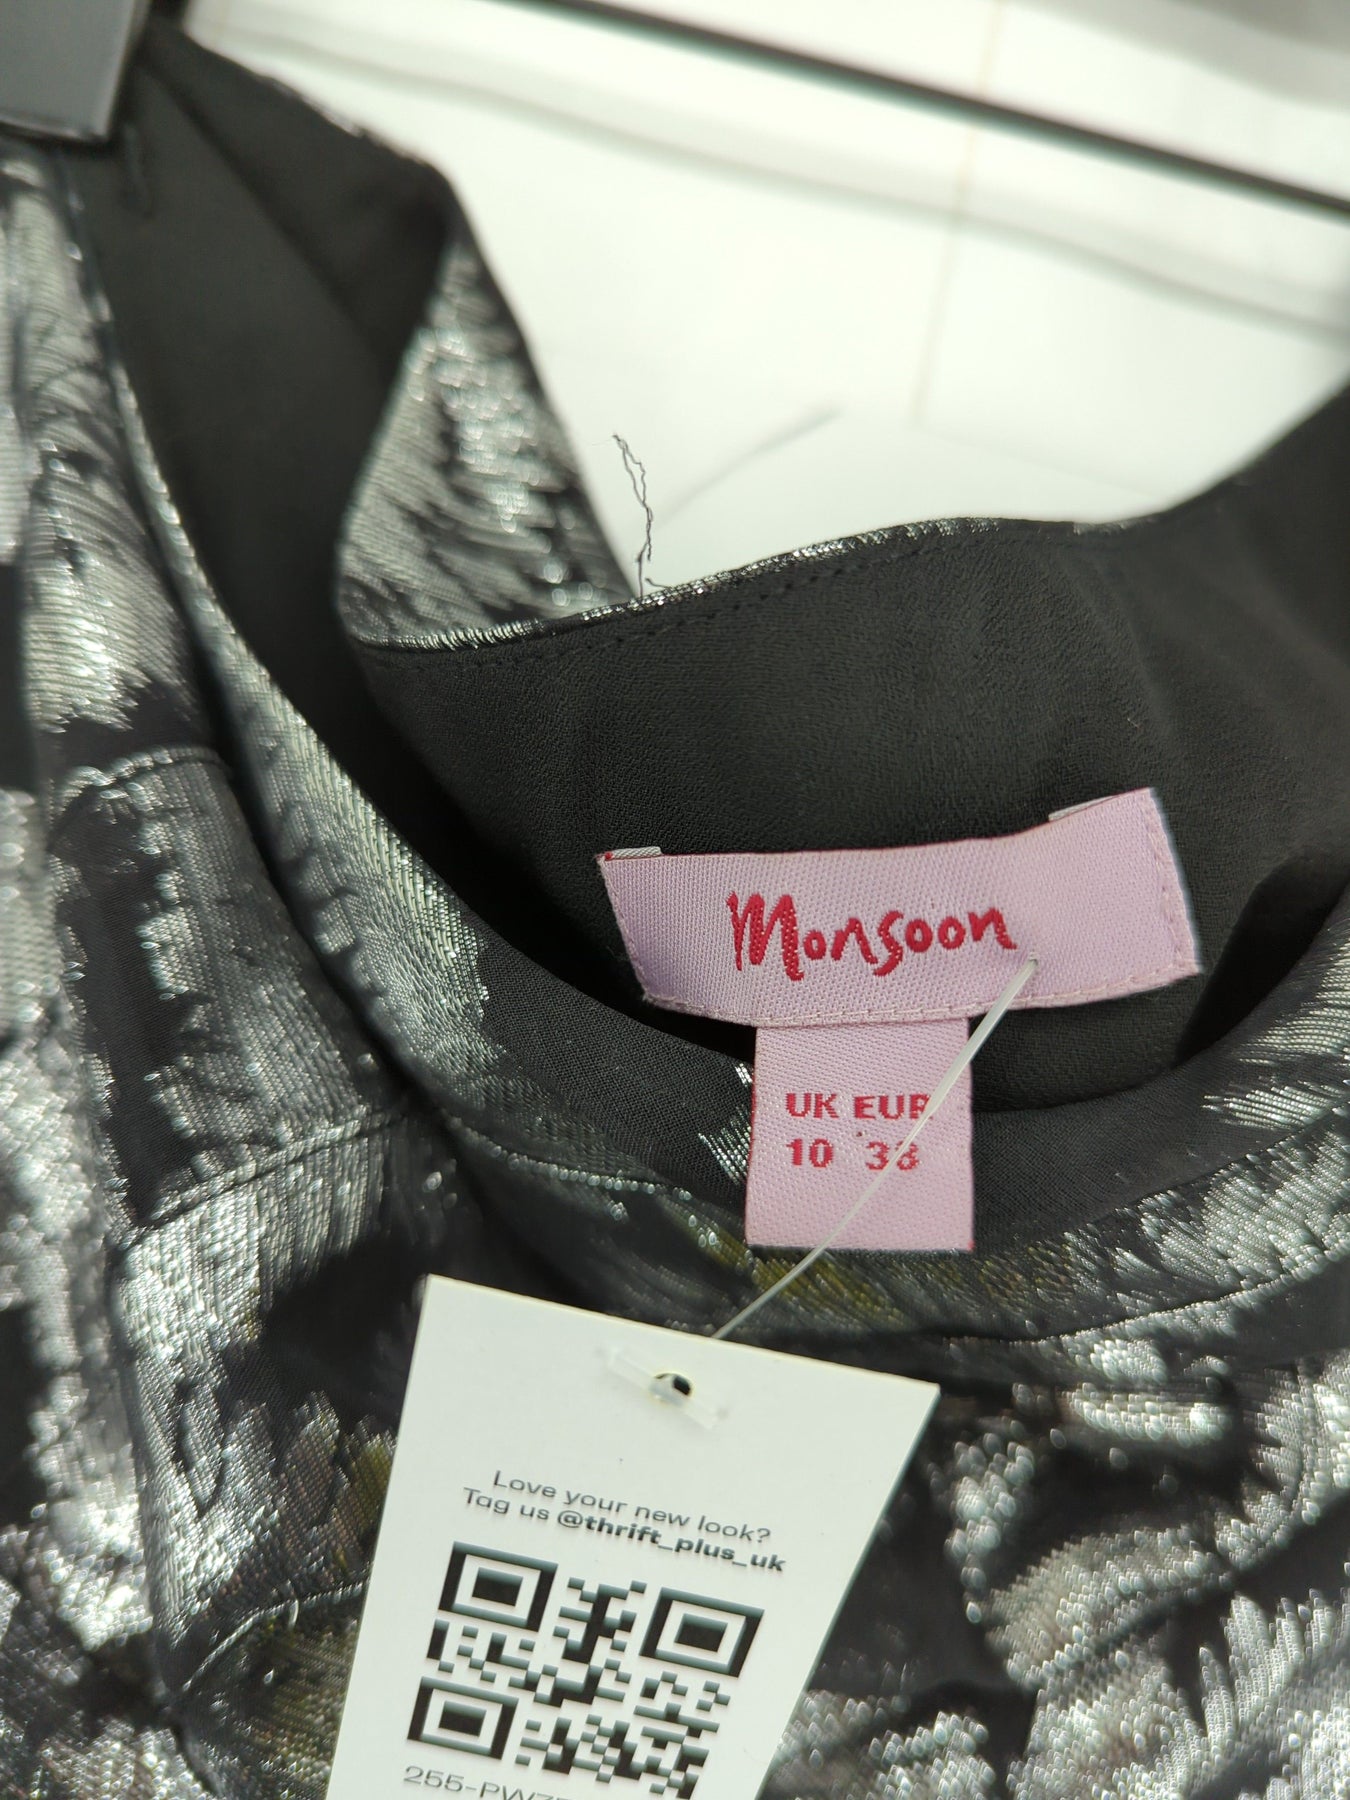 Monsoon
UK EUR
10 38
Love your new look?
Tag us @thrift_plus_uk